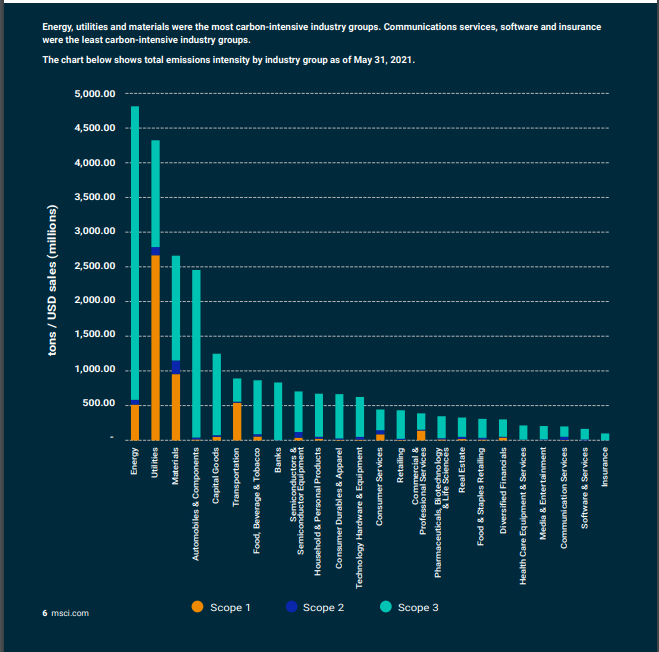 Energy, utilities and materials were the most carbon-intensive industry groups. Communications services, software and insurance
were the least carbon-intensive industry groups.
The chart below shows total emissions intensity by industry group as of May 31, 2021.
tons / USD sales (millions)
5,000.00
4,500.00
4,000.00
3,500.00
3,000.00
2,500.00
2,000.00
1,500.00
1,000.00
500.00
-
Energy
Utilities
Materials
Automobiles & Components
Capital Goods
Transportation
Food, Beverage & Tobacco
Banks
Semiconductors &
Semiconductor Equipment
Household & Personal Products
Consumer Durables & Apparel
Technology Hardware & Equipment
Consumer Services
Retailing
Commercial &
Professional Services
Pharmaceuticals, Biotechnology
& Life Sciences
Real Estate
Food & Staples Retailing
Diversified Financials
Health Care Equipment & Services
Media & Entertainment
Communication Services
Software & Services
Insurance
Scope 1
Scope 2
Scope 3
6 msci.com